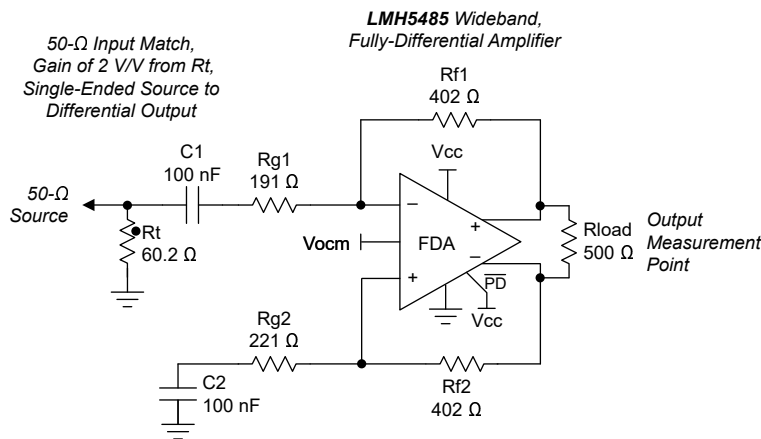 LMH5485 Wideband,
Fully-Differential Amplifier
50-Ω Input Match,
Gain of 2 V/V from Rt,
Single-Ended Source to
Differential Output
Rf1
402 Ω
C1
100 nF
Rg1
191 Ω
Vcc
50-Ω
Source
Rt
60.2 Ω
−
+
Vocm
FDA
−
+
PD
Vcc
Rload
500 Ω
Output
Measurement
Point
Rg2
221 Ω
C2
100 nF
Rf2
402 Ω